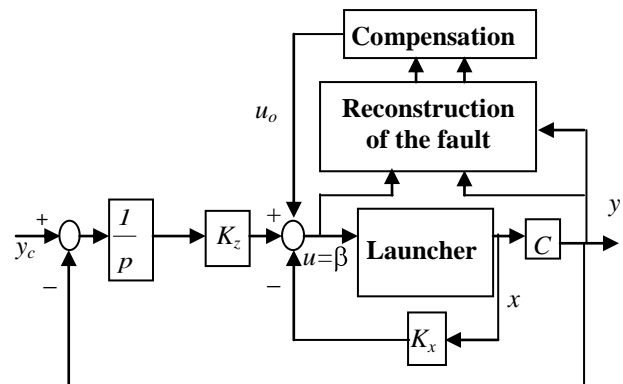 Compensation
Reconstruction
of the fault
u_o
+
y_c
−
1
p
K_z
+
−
u=β
Launcher
C
y
x
K_x